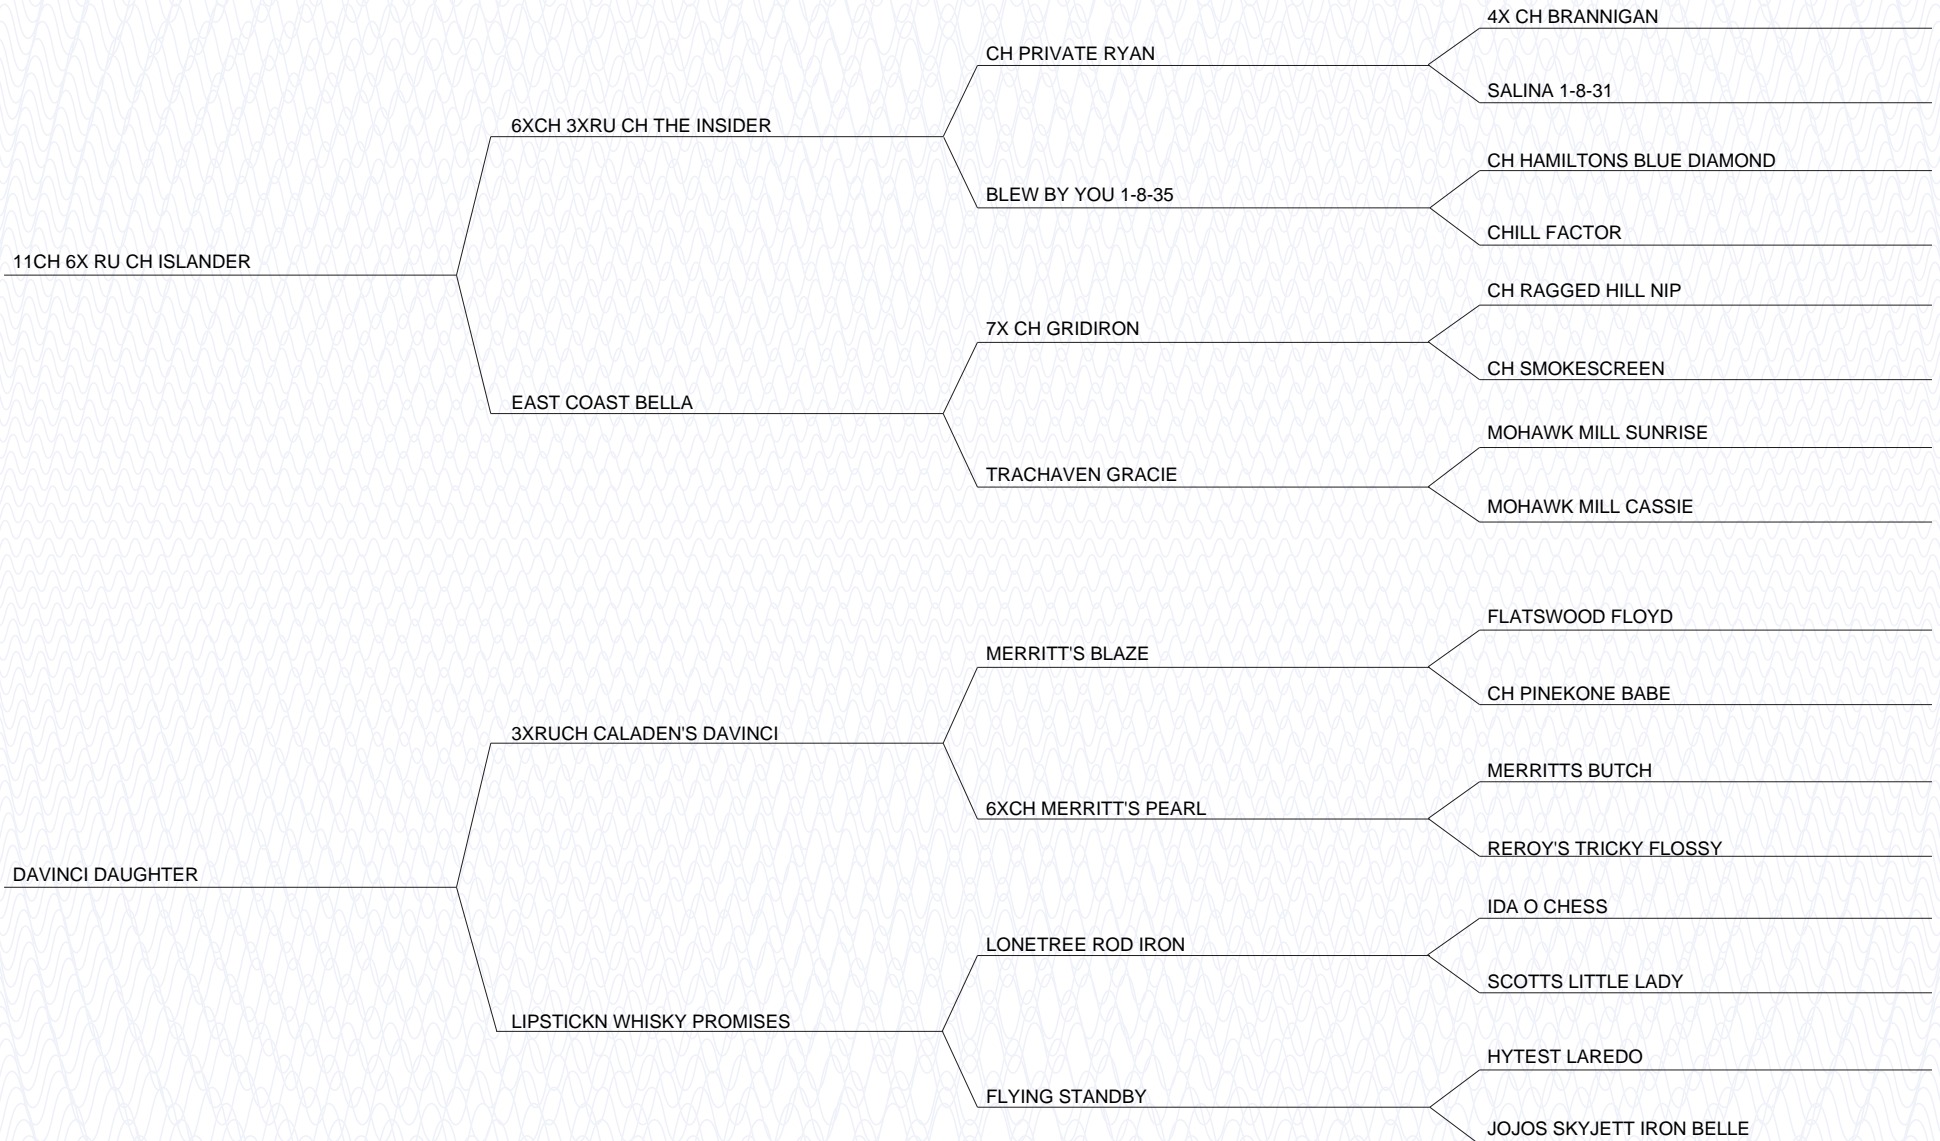 4X CH BRANNIGAN
CH PRIVATE RYAN
SALINA 1-8-31
6XCH 3XRU CH THE INSIDER
CH HAMILTONS BLUE DIAMOND
BLEW BY YOU 1-8-35
CHILL FACTOR
11CH 6X RU CH ISLANDER
CH RAGGED HILL NIP
7X CH GRIDIRON
CH SMOKESCREEN
EAST COAST BELLA
MOHAWK MILL SUNRISE
TRACHAVEN GRACIE
MOHAWK MILL CASSIE
FLATSWOOD FLOYD
MERRITT'S BLAZE
CH PINEKONE BABE
3XRUCH CALADEN'S DAVINCI
MERRITTS BUTCH
6XCH MERRITT'S PEARL
REROY'S TRICKY FLOSSY
DAVINCI DAUGHTER
IDA O CHESS
LONETREE ROD IRON
SCOTTS LITTLE LADY
LIPSTICKN WHISKY PROMISES
HYTEST LAREDO
FLYING STANDBY
JOJOS SKYJETT IRON BELLE